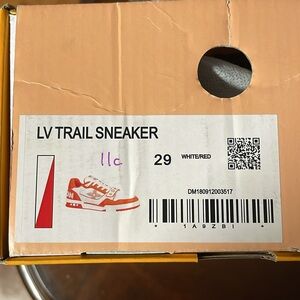 LV TRAIL SNEAKER
11c 29 WHITE/RED
DM180912003517
* 1A9ZBI *